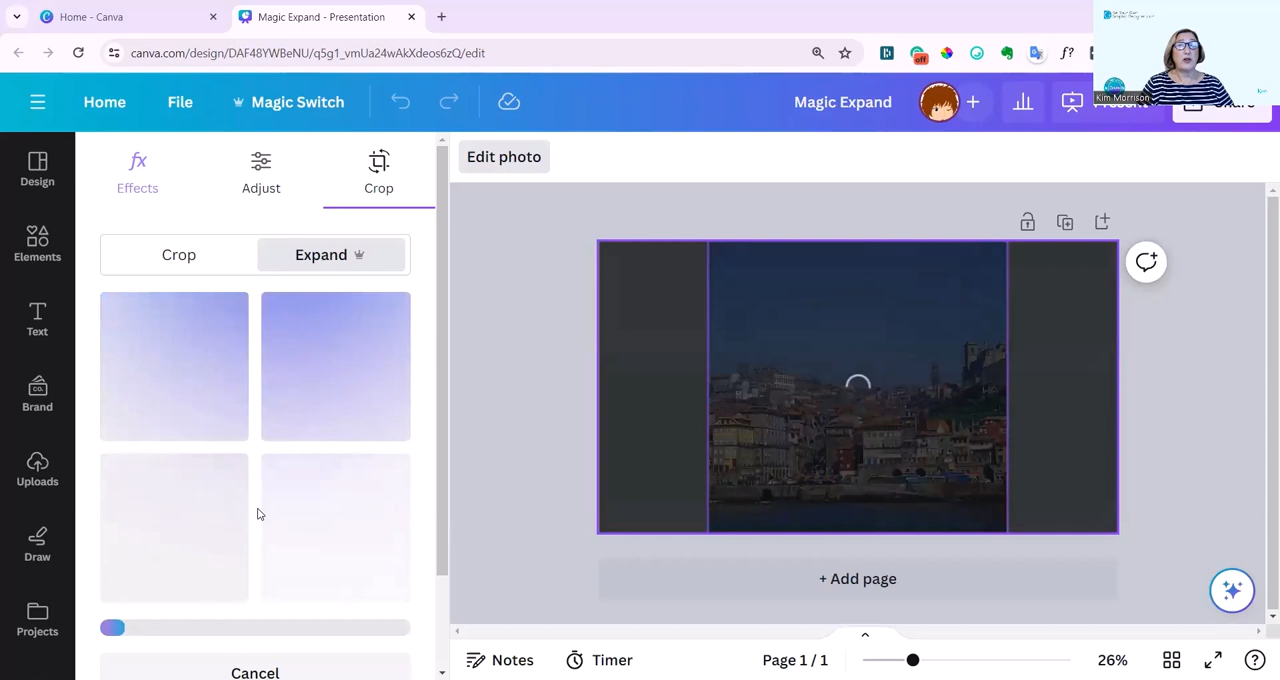 Home - Canva
Magic Expand - Presentation
canva.com/design/DAF48YWBeNU/q5g1_vmUa24wAkXdeos6zQ/edit
off
f?
Kim Morrison
Home
File
Magic Switch
Magic Expand
Design
Elements
Text
Brand
Uploads
Draw
Projects
fx
Effects
Adjust
Crop
Edit photo
Crop
Expand
Cancel
+ Add page
Notes
Timer
Page 1 / 1
26%